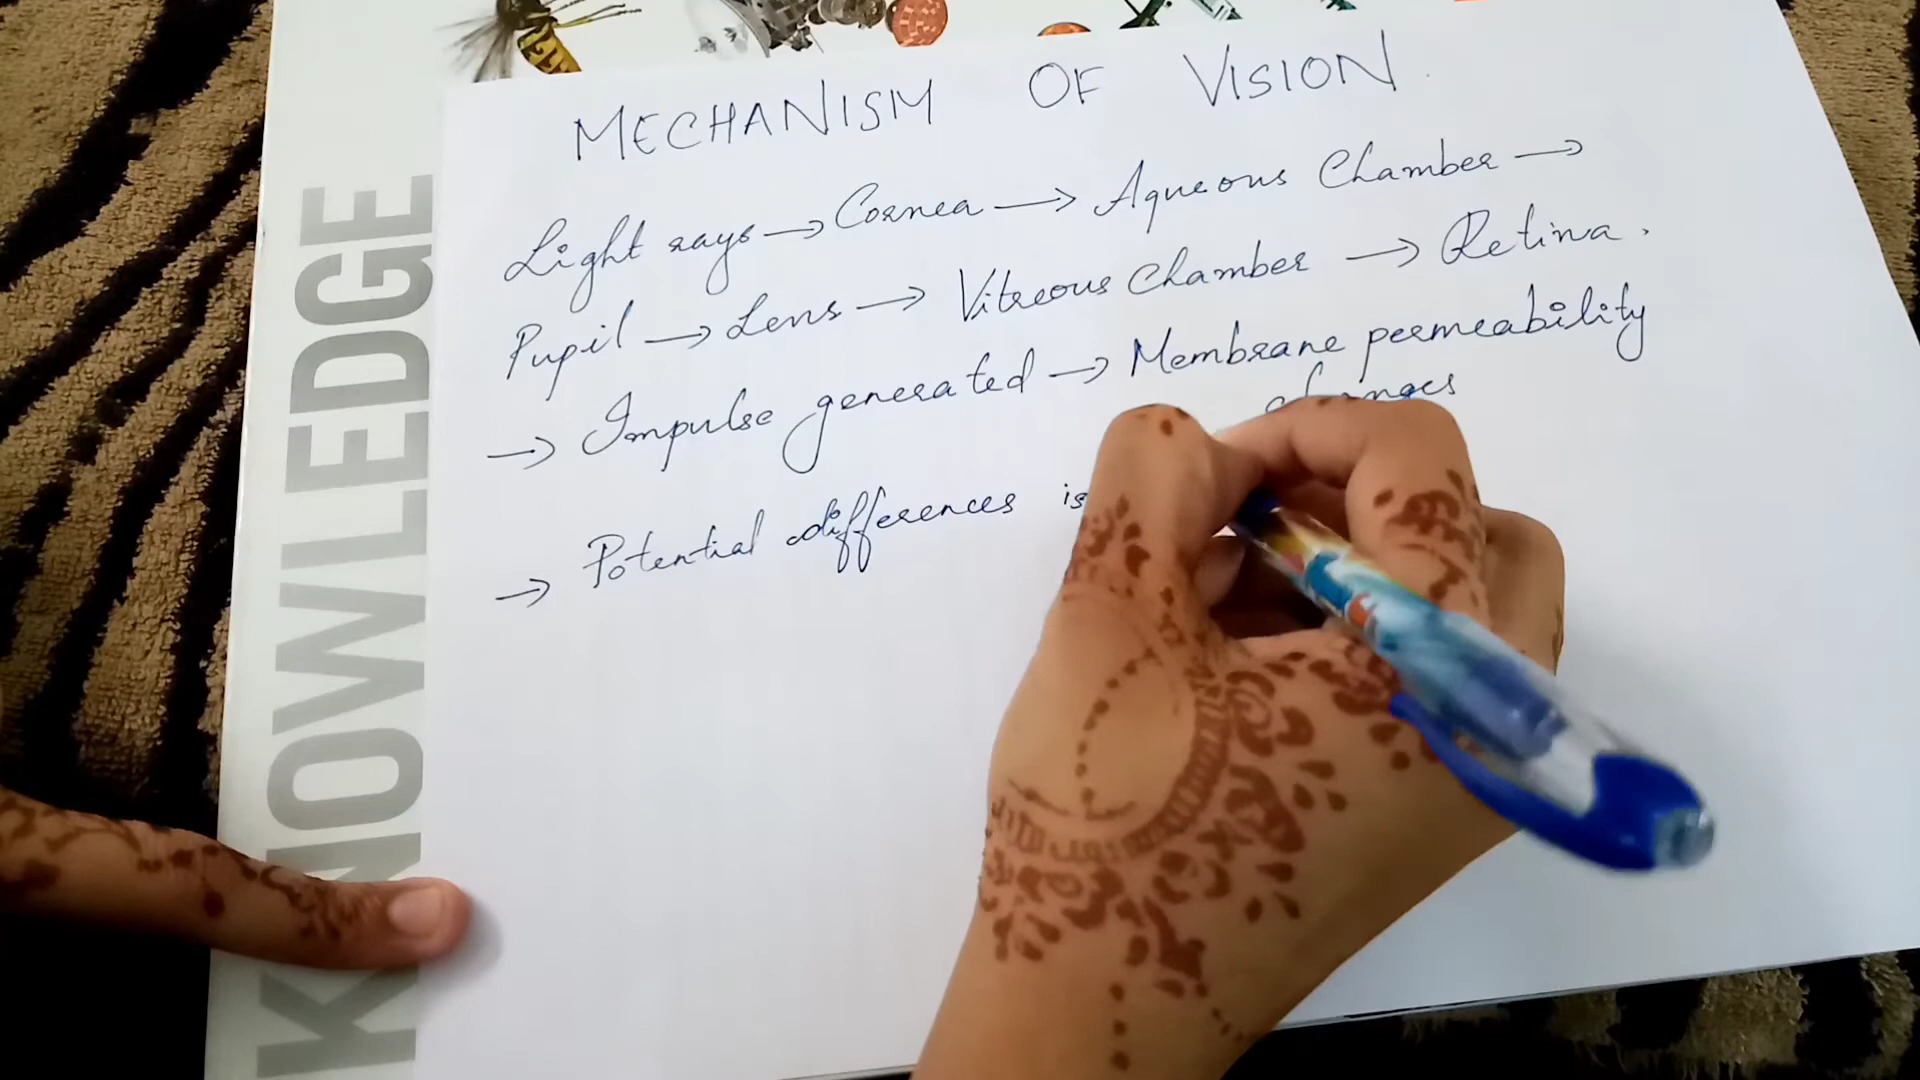 KNOWLEDGE
MECHANISM OF VISION
Light rays → Cornea → Aqueous Chamber →
Pupil → Lens → Vitreous Chamber → Retina.
→ Impulse generated → Membrane permeability
changes
→ Potential differences is